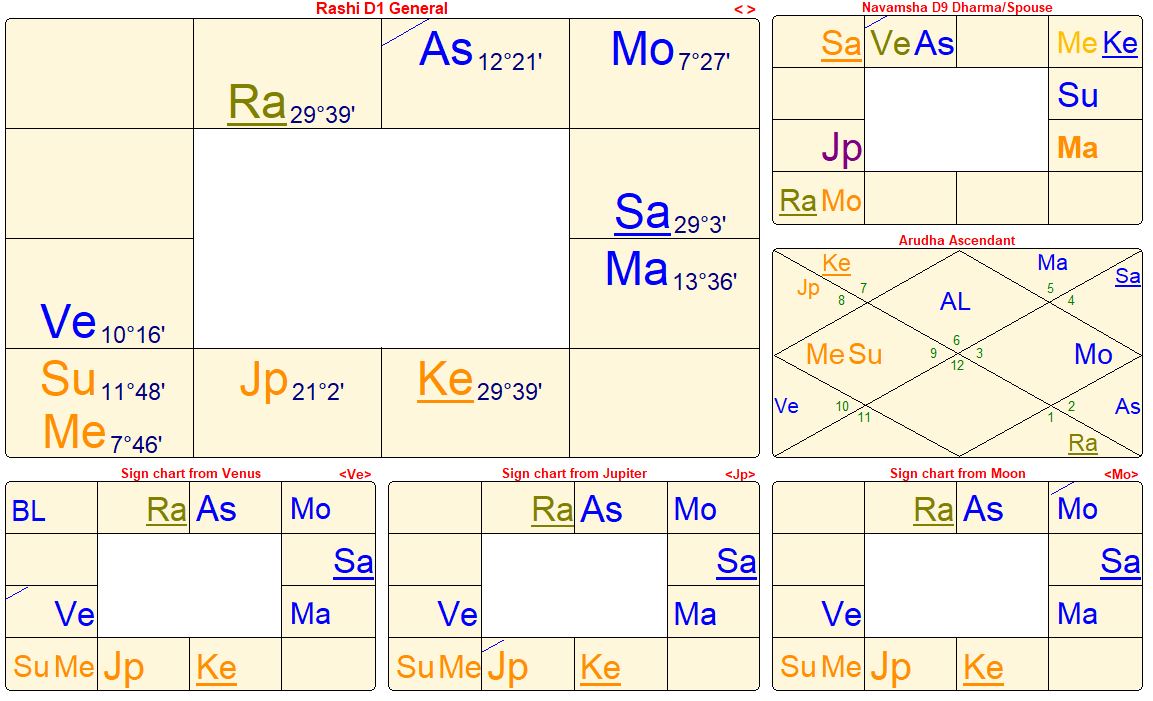 Rashi D1 General < >
As 12°21' Mo 7°27'
Ra 29°39'
Sa 29°3'
Ma 13°36'
Ve 10°16'
Su 11°48' Jp 21°2' Ke 29°39'
Me 7°46'
Navamsha D9 Dharma/Spouse
Sa Ve As Me Ke
Su
Jp Ma
Ra Mo
Arudha Ascendant
Ke Ma Sa
Jp 8 7 AL 5 4
Me Su 9 6 3 Mo
12
Ve 10 11 1 2 As
Ra
Sign chart from Venus <Ve>
BL Ra As Mo
Sa
Ve Ma
Su Me Jp Ke
Sign chart from Jupiter <Jp>
Ra As Mo
Sa
Ve Ma
Su Me Jp Ke
Sign chart from Moon <Mo>
Ra As Mo
Sa
Ve Ma
Su Me Jp Ke